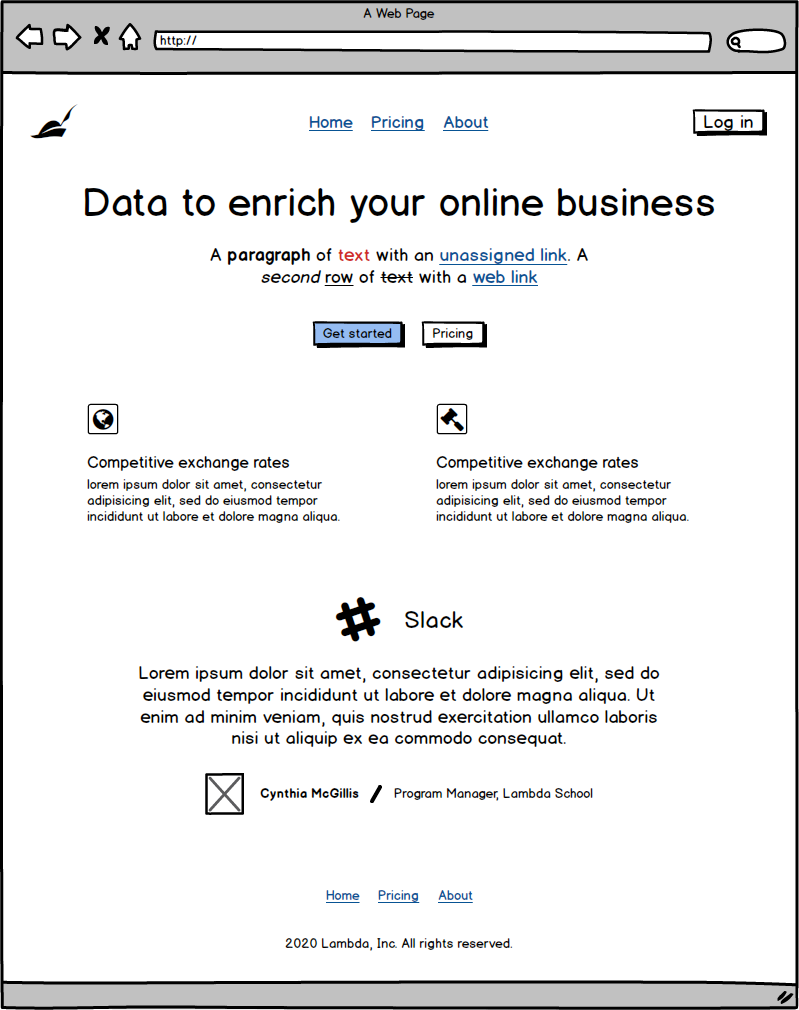 A Web Page
http://
Home Pricing About Log in
Data to enrich your online business
A paragraph of text with an unassigned link. A
second row of text with a web link
Get started Pricing
Competitive exchange rates
lorem ipsum dolor sit amet, consectetur
adipisicing elit, sed do eiusmod tempor
incididunt ut labore et dolore magna aliqua.
Competitive exchange rates
lorem ipsum dolor sit amet, consectetur
adipisicing elit, sed do eiusmod tempor
incididunt ut labore et dolore magna aliqua.
Slack
Lorem ipsum dolor sit amet, consectetur adipisicing elit, sed do
eiusmod tempor incididunt ut labore et dolore magna aliqua. Ut
enim ad minim veniam, quis nostrud exercitation ullamco laboris
nisi ut aliquip ex ea commodo consequat.
Cynthia McGillis / Program Manager, Lambda School
Home Pricing About
2020 Lambda, Inc. All rights reserved.